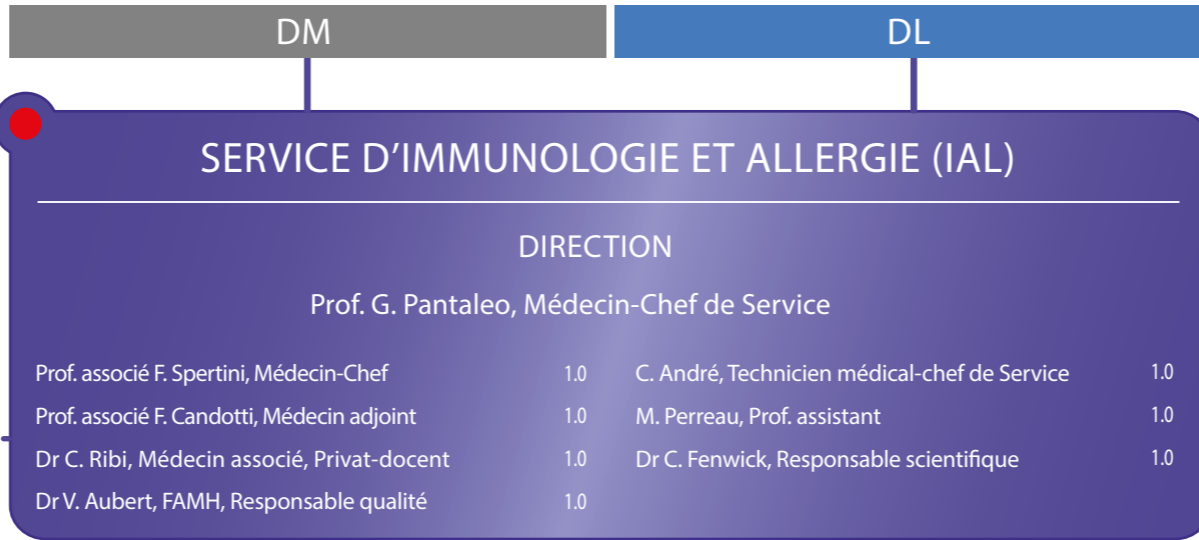 DM
DL
SERVICE D'IMMUNOLOGIE ET ALLERGIE (IAL)
DIRECTION
Prof. G. Pantaleo, Médecin-Chef de Service
Prof. associé F. Spertini, Médecin-Chef 1.0
Prof. associé F. Candotti, Médecin adjoint 1.0
Dr C. Ribi, Médecin associé, Privat-docent 1.0
Dr V. Aubert, FAMH, Responsable qualité 1.0
C. André, Technicien médical-chef de Service 1.0
M. Perreau, Prof. assistant 1.0
Dr C. Fenwick, Responsable scientifique 1.0